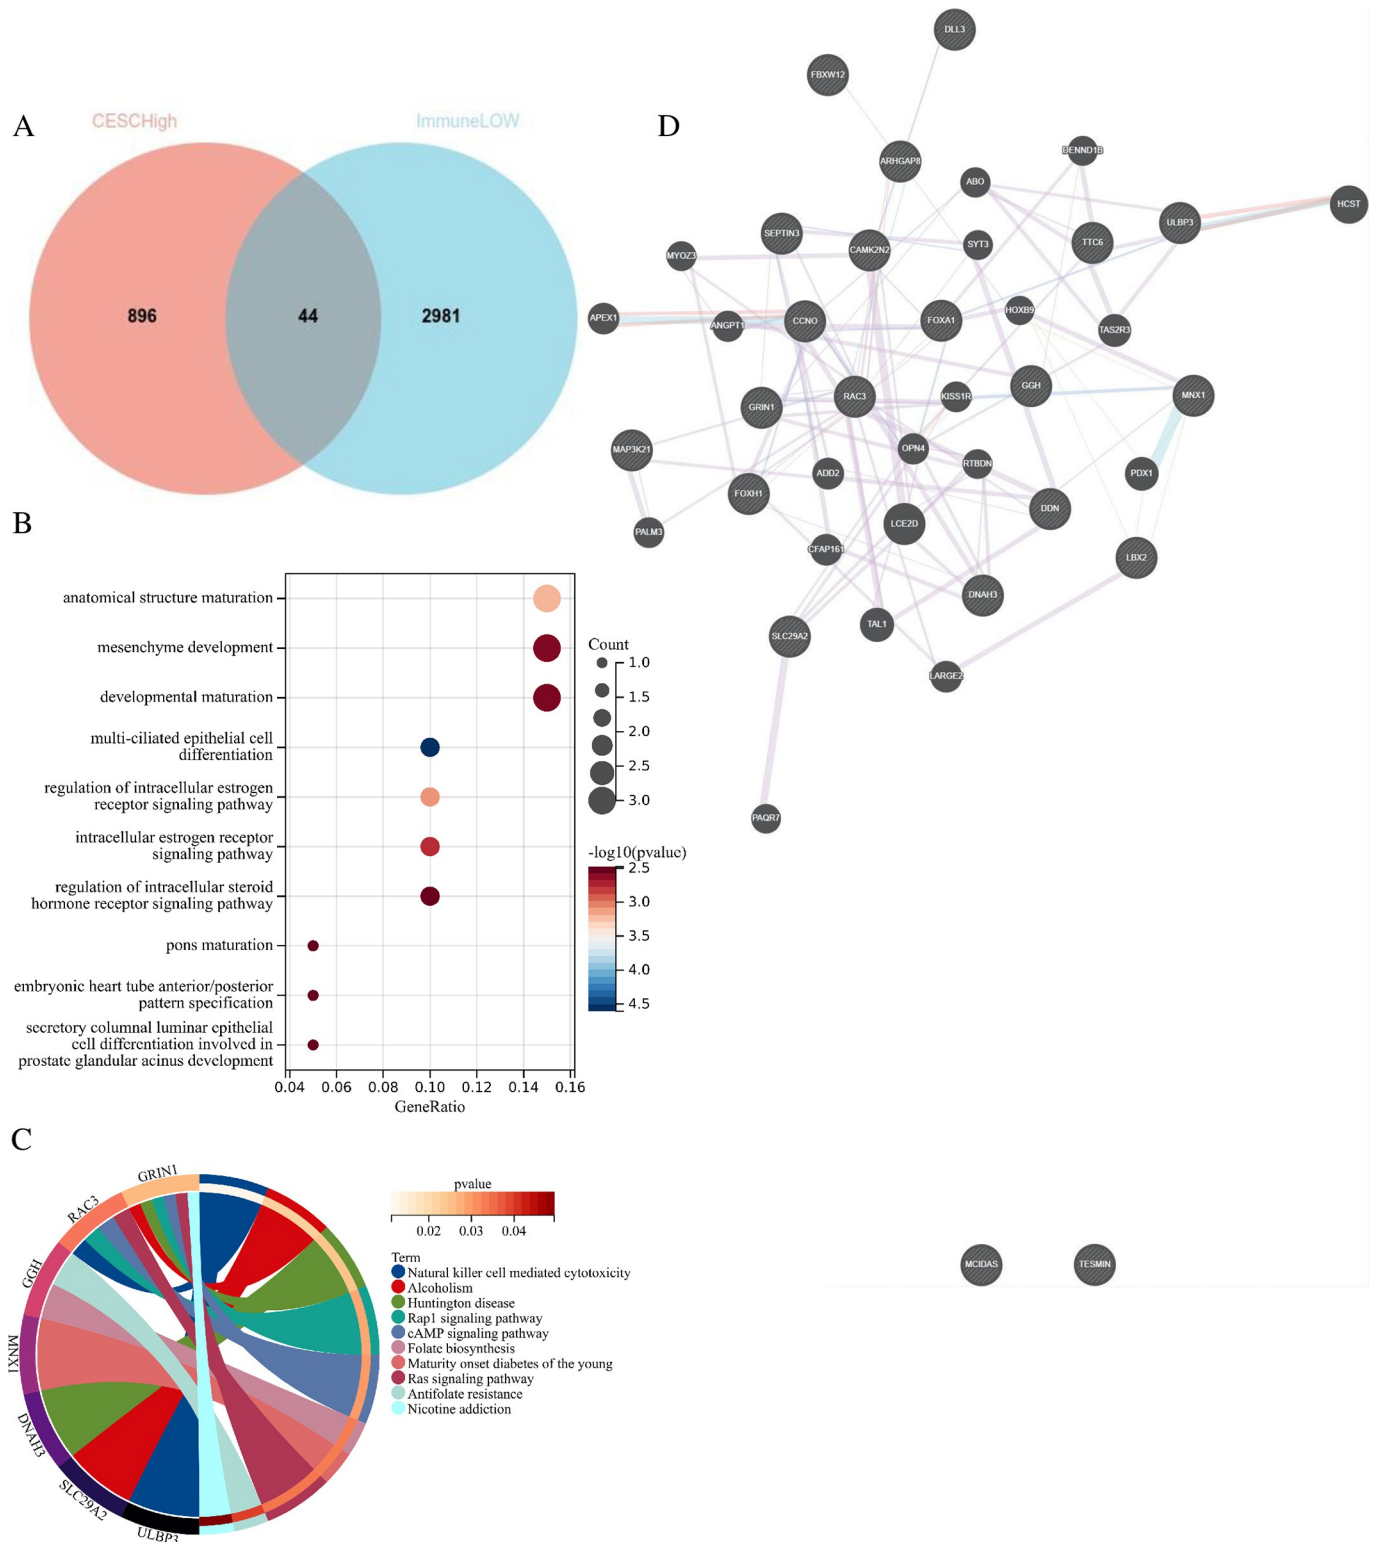 A
CESCHigh
ImmuneLOW
896
44
2981
B
anatomical structure maturation
mesenchyme development
developmental maturation
multi-ciliated epithelial cell
differentiation
regulation of intracellular estrogen
receptor signaling pathway
intracellular estrogen receptor
signaling pathway
regulation of intracellular steroid
hormone receptor signaling pathway
pons maturation
embryonic heart tube anterior/posterior
pattern specification
secretory columnal luminar epithelial
cell differentiation involved in
prostate glandular acinus development
0.04 0.06 0.08 0.10 0.12 0.14 0.16
GeneRatio
Count
1.0
1.5
2.0
2.5
3.0
-log10(pvalue)
2.5
3.0
3.5
4.0
4.5
C
GRIN1
RAC3
GGH
MNX1
DNAH3
SLC29A2
ULBP3
pvalue
0.02 0.03 0.04
Term
Natural killer cell mediated cytotoxicity
Alcoholism
Huntington disease
Rap1 signaling pathway
cAMP signaling pathway
Folate biosynthesis
Maturity onset diabetes of the young
Ras signaling pathway
Antifolate resistance
Nicotine addiction
D
DLL3
FBXW12
ARHGAP8
DENND1B
ABO
HCST
ULBP3
SEPTIN3
CAMK2N2
SYT3
TTC6
MYOZ3
APEX1
ANGPT1
CCNO
FOXA1
HOXB9
TAS2R3
GGH
RAC3
KISS1R
MNX1
GRIN1
MAP3K21
OPN4
RTBDN
ADD2
PDX1
FOXH1
DDN
LCE2D
PALM3
CFAP161
LBX2
DNAH3
TAL1
SLC29A2
LARGE2
PAQR7
MCIDAS
TESMIN